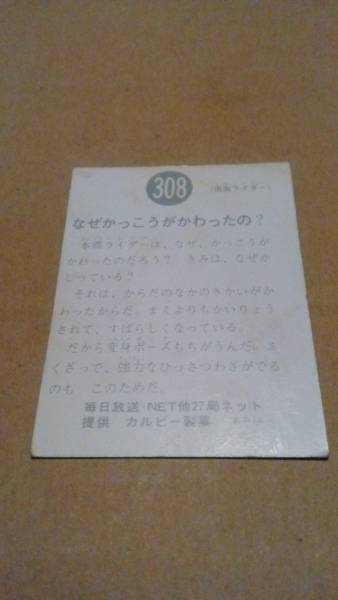 308
(仮面ライダー)
なぜかっこうがかわったの?
本郷ライダーは、なぜ、かっこうが
かわったのだろう? きみは、なぜか
しっている?
それは、からだのなかのきかいがか
わったからだ。まえよりもかいりょう
されて、すばらしくなっている。
だから変身ポーズもちがうんだ。ふ
くざつで、強力なひっさつわざがでる
のも このためだ。
毎日放送・NET他27局ネット
提供 カルビー製菓